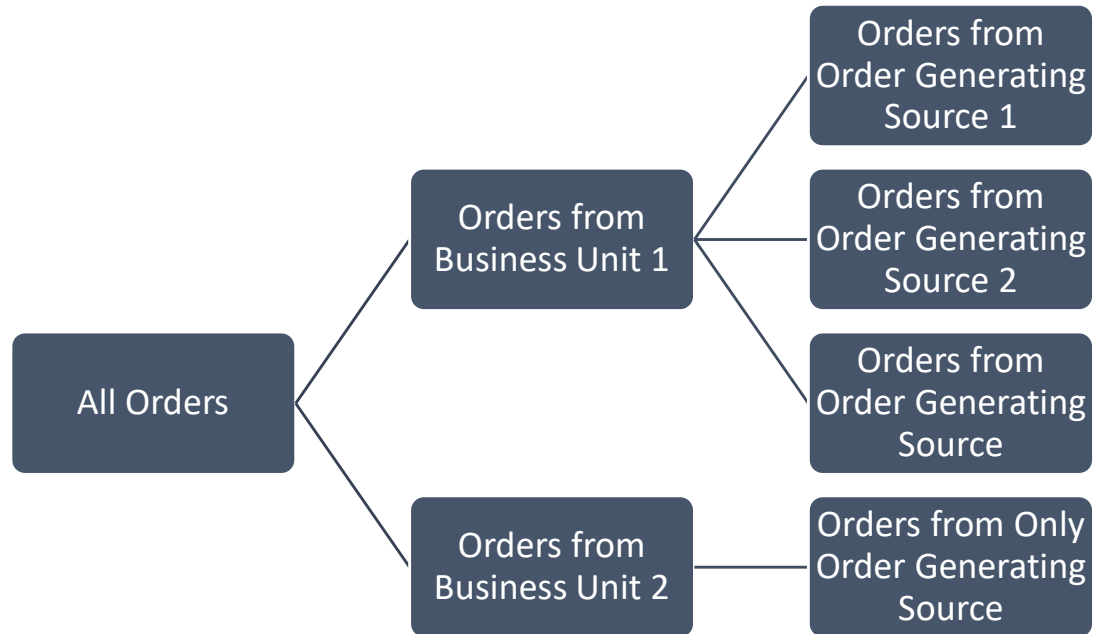 Orders from
Order Generating
Source 1
Orders from
Business Unit 1
Orders from
Order Generating
Source 2
All Orders
Orders from
Order Generating
Source
Orders from
Business Unit 2
Orders from Only
Order Generating
Source